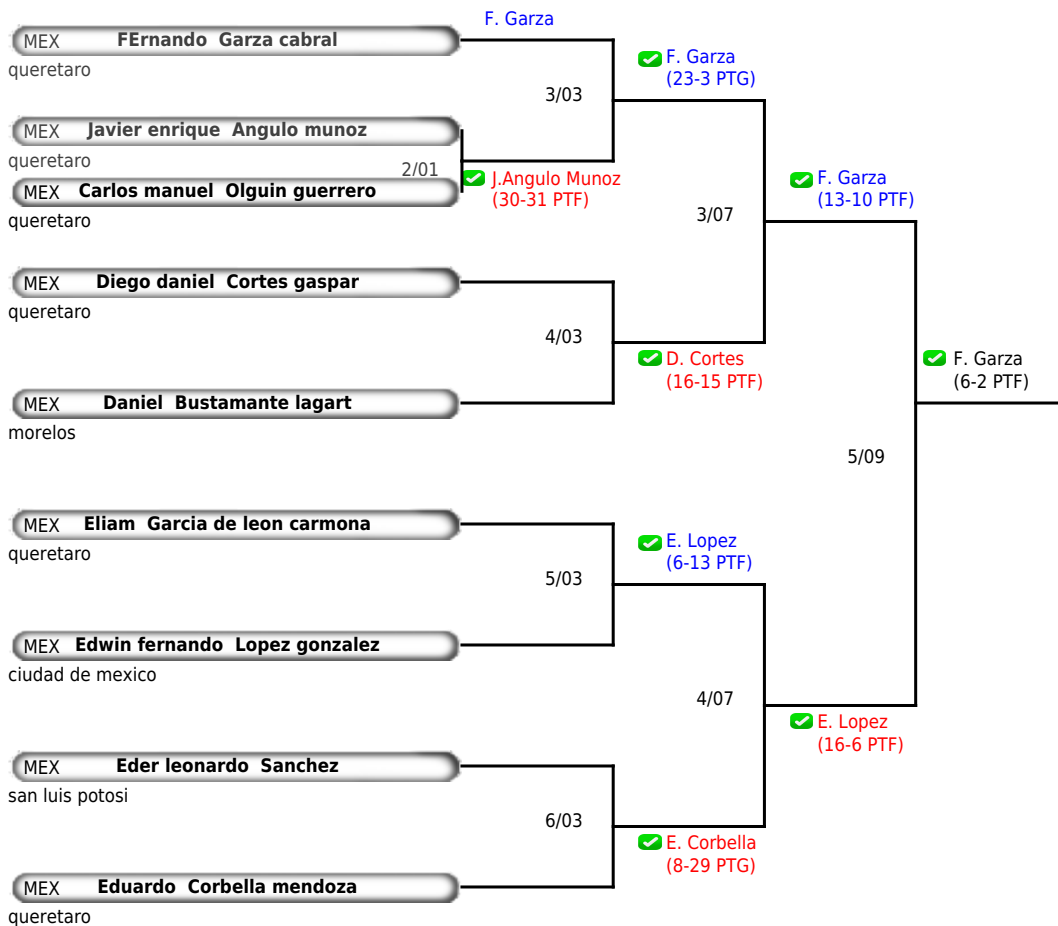 F. Garza
MEX FErnando Garza cabral
queretaro
F. Garza
(23-3 PTG)
3/03
MEX Javier enrique Angulo munoz
queretaro
2/01
J.Angulo Munoz
(30-31 PTF)
MEX Carlos manuel Olguin guerrero
queretaro
F. Garza
(13-10 PTF)
3/07
MEX Diego daniel Cortes gaspar
queretaro
4/03
D. Cortes
(16-15 PTF)
F. Garza
(6-2 PTF)
MEX Daniel Bustamante lagart
morelos
5/09
MEX Eliam Garcia de leon carmona
queretaro
E. Lopez
(6-13 PTF)
5/03
MEX Edwin fernando Lopez gonzalez
ciudad de mexico
4/07
E. Lopez
(16-6 PTF)
MEX Eder leonardo Sanchez
san luis potosi
6/03
E. Corbella
(8-29 PTG)
MEX Eduardo Corbella mendoza
queretaro